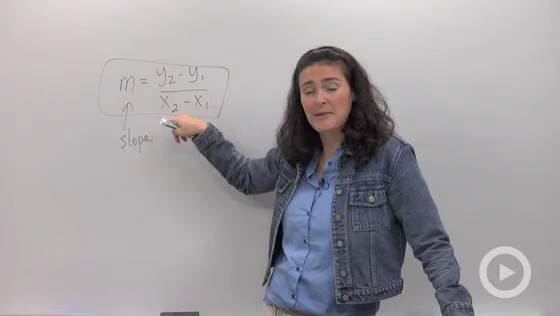 m = y₂ - y₁
x₂ - x₁
slope